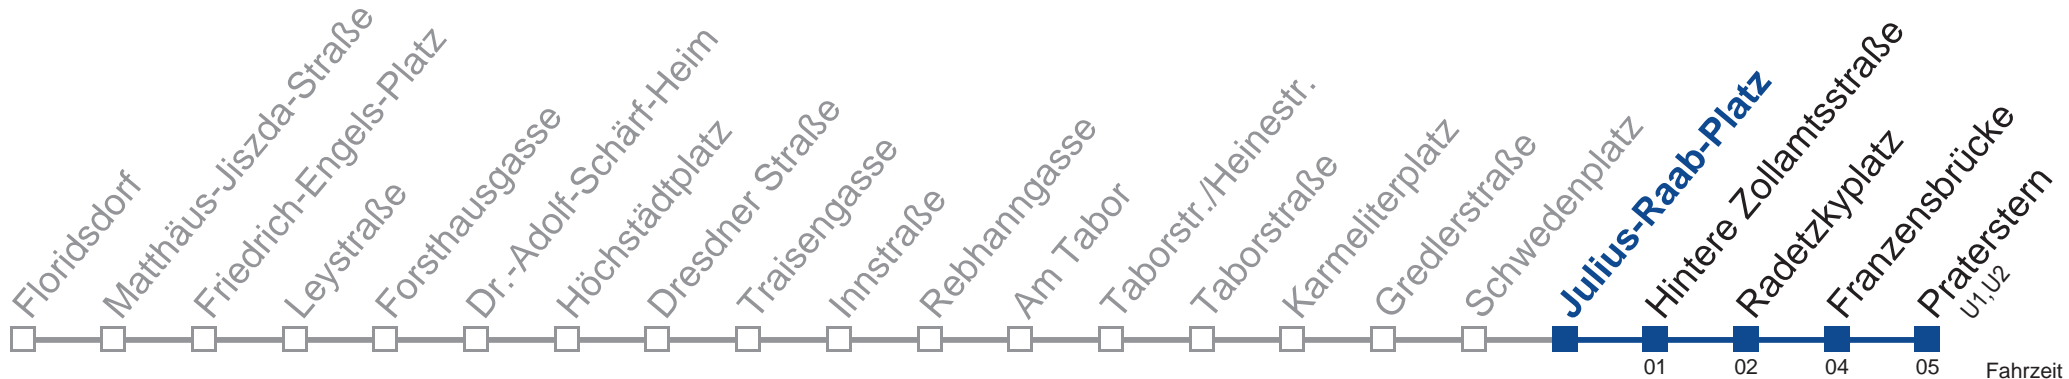 Floridsdorf
Matthäus-Jiszda-Straße
Friedrich-Engels-Platz
Leystraße
Forsthausgasse
Dr.-Adolf-Schärf-Heim
Höchstädtplatz
Dresdner Straße
Traisengasse
Innstraße
Rebhanngasse
Am Tabor
Taborstr./Heinestr.
Taborstraße
Karmeliterplatz
Gredlerstraße
Schwedenplatz
Julius-Raab-Platz
Hintere Zollamtsstraße
Radetzkyplatz
Franzensbrücke
Praterstern
U1,U2
01 02 04 05 Fahrzeit